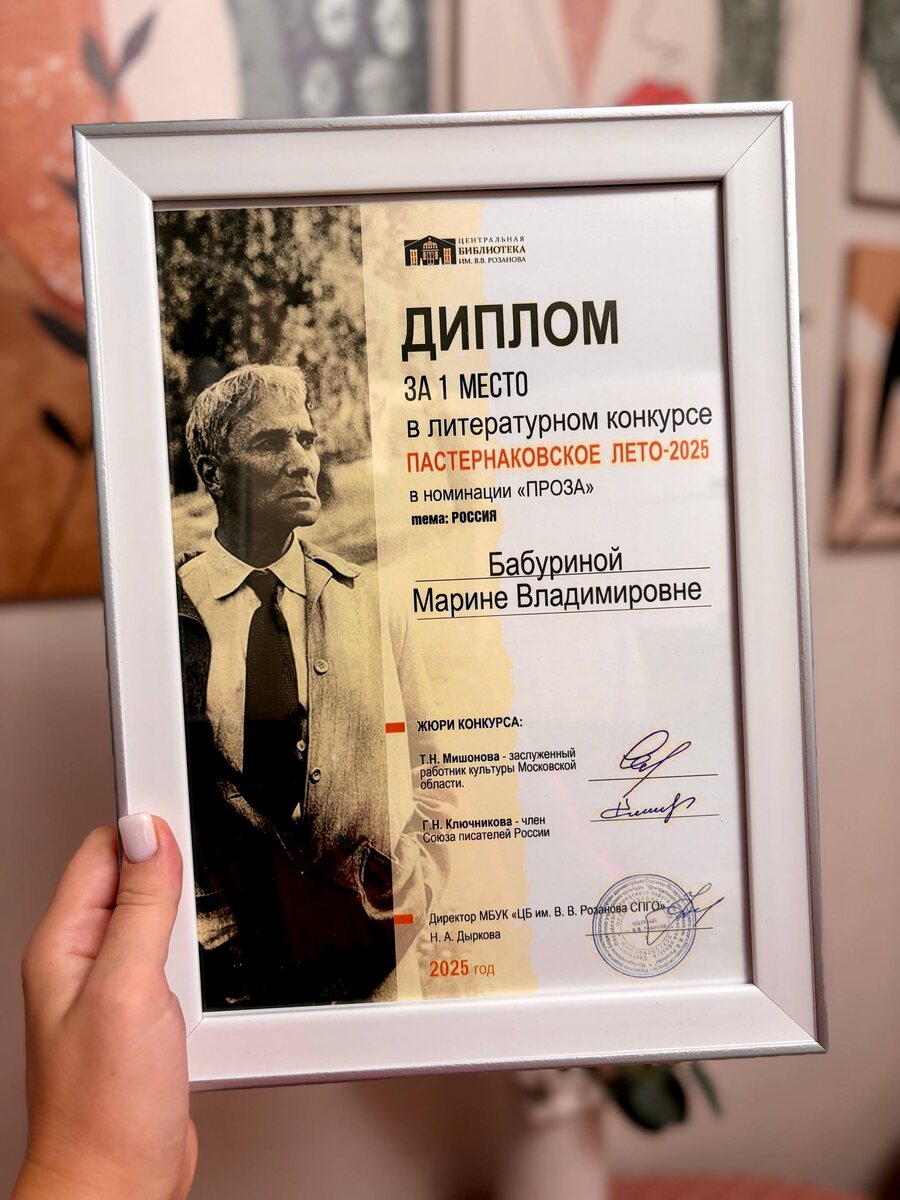 ЦЕНТРАЛЬНАЯ
БИБЛИОТЕКА
ИМ. В.В. РОЗАНОВА
ДИПЛОМ
ЗА 1 МЕСТО
в литературном конкурсе
ПАСТЕРНАКОВСКОЕ ЛЕТО-2025
в номинации «ПРОЗА»
тема: РОССИЯ
Бабуриной
Марине Владимировне
ЖЮРИ КОНКУРСА:
Т.Н. Мишонова - заслуженный
работник культуры Московской
области.
Г.Н. Ключникова - член
Союза писателей России
Директор МБУК «ЦБ им. В. В. Розанова СПГО»
Н. А. Дыркова
2025 год